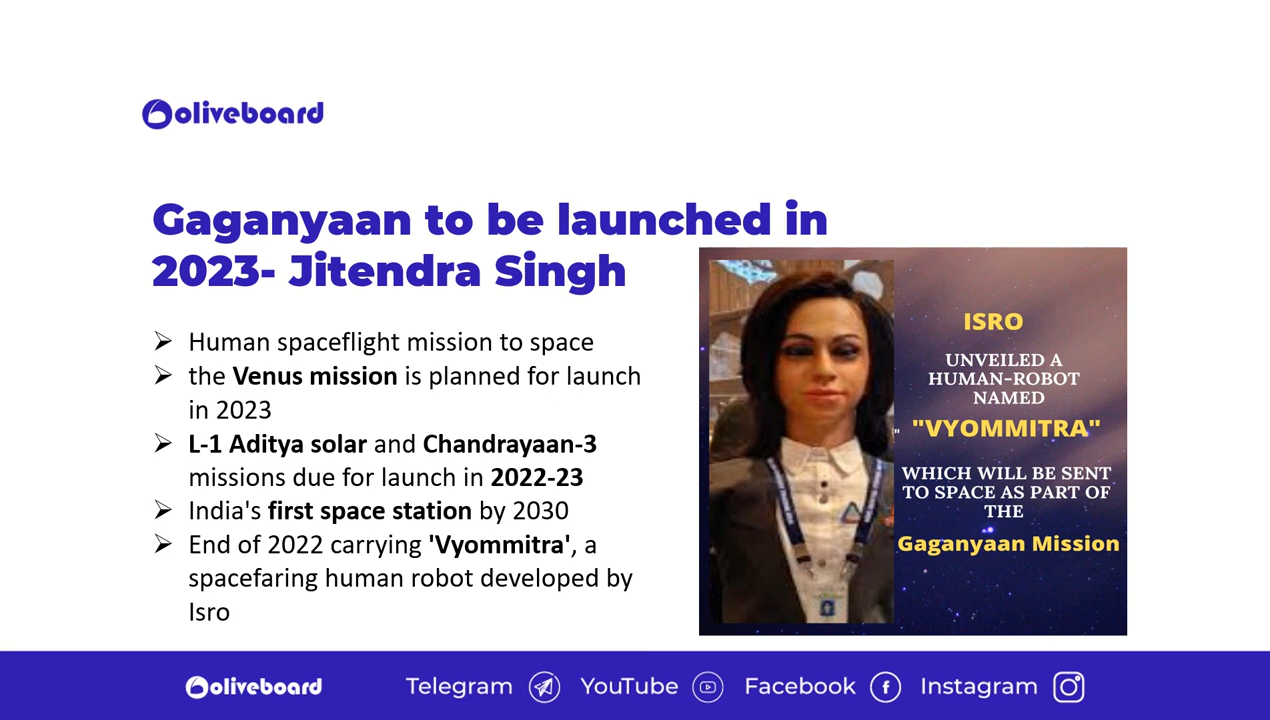 oliveboard
Gaganyaan to be launched in
2023- Jitendra Singh
➢ Human spaceflight mission to space
➢ the Venus mission is planned for launch
in 2023
➢ L-1 Aditya solar and Chandrayaan-3
missions due for launch in 2022-23
➢ India's first space station by 2030
➢ End of 2022 carrying 'Vyommitra', a
spacefaring human robot developed by
Isro
ISRO
UNVEILED A
HUMAN-ROBOT
NAMED
" "VYOMMITRA"
WHICH WILL BE SENT
TO SPACE AS PART OF
THE
Gaganyaan Mission
oliveboard Telegram YouTube Facebook Instagram